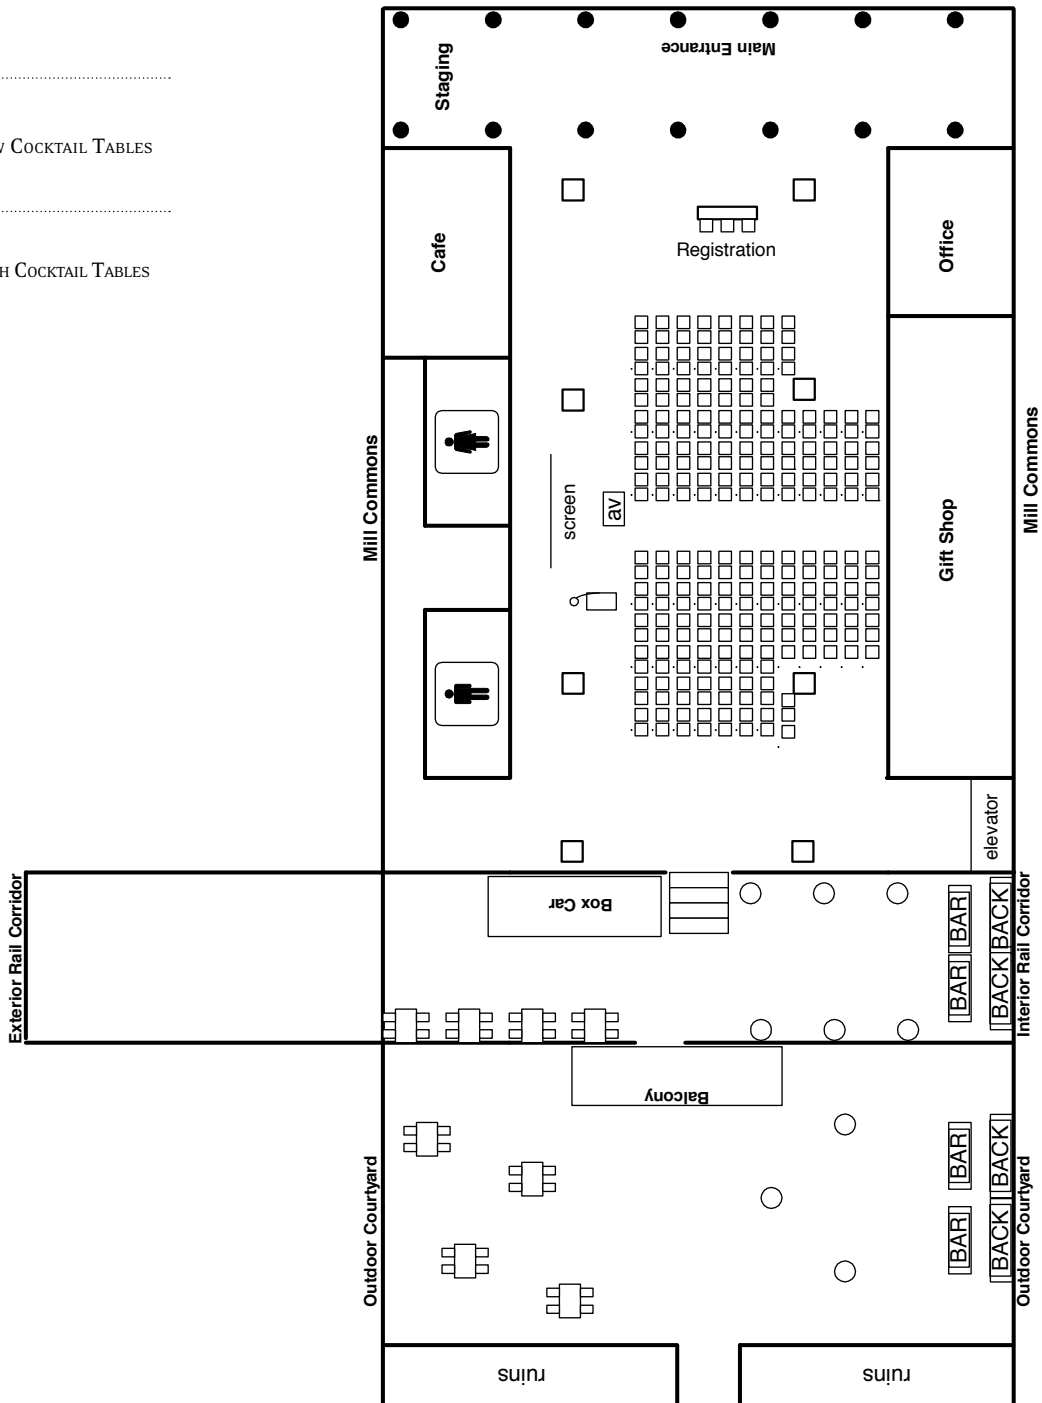 Main Entrance
Staging
COCKTAIL TABLES
COCKTAIL TABLES
Cafe
Registration
Office
Mill Commons
screen
av
Gift Shop
Mill Commons
elevator
Exterior Rail Corridor
Box Car
BAR
BACK
BAR
BACK
Interior Rail Corridor
Balcony
Outdoor Courtyard
BAR
BACK
BAR
BACK
Outdoor Courtyard
ruins
ruins